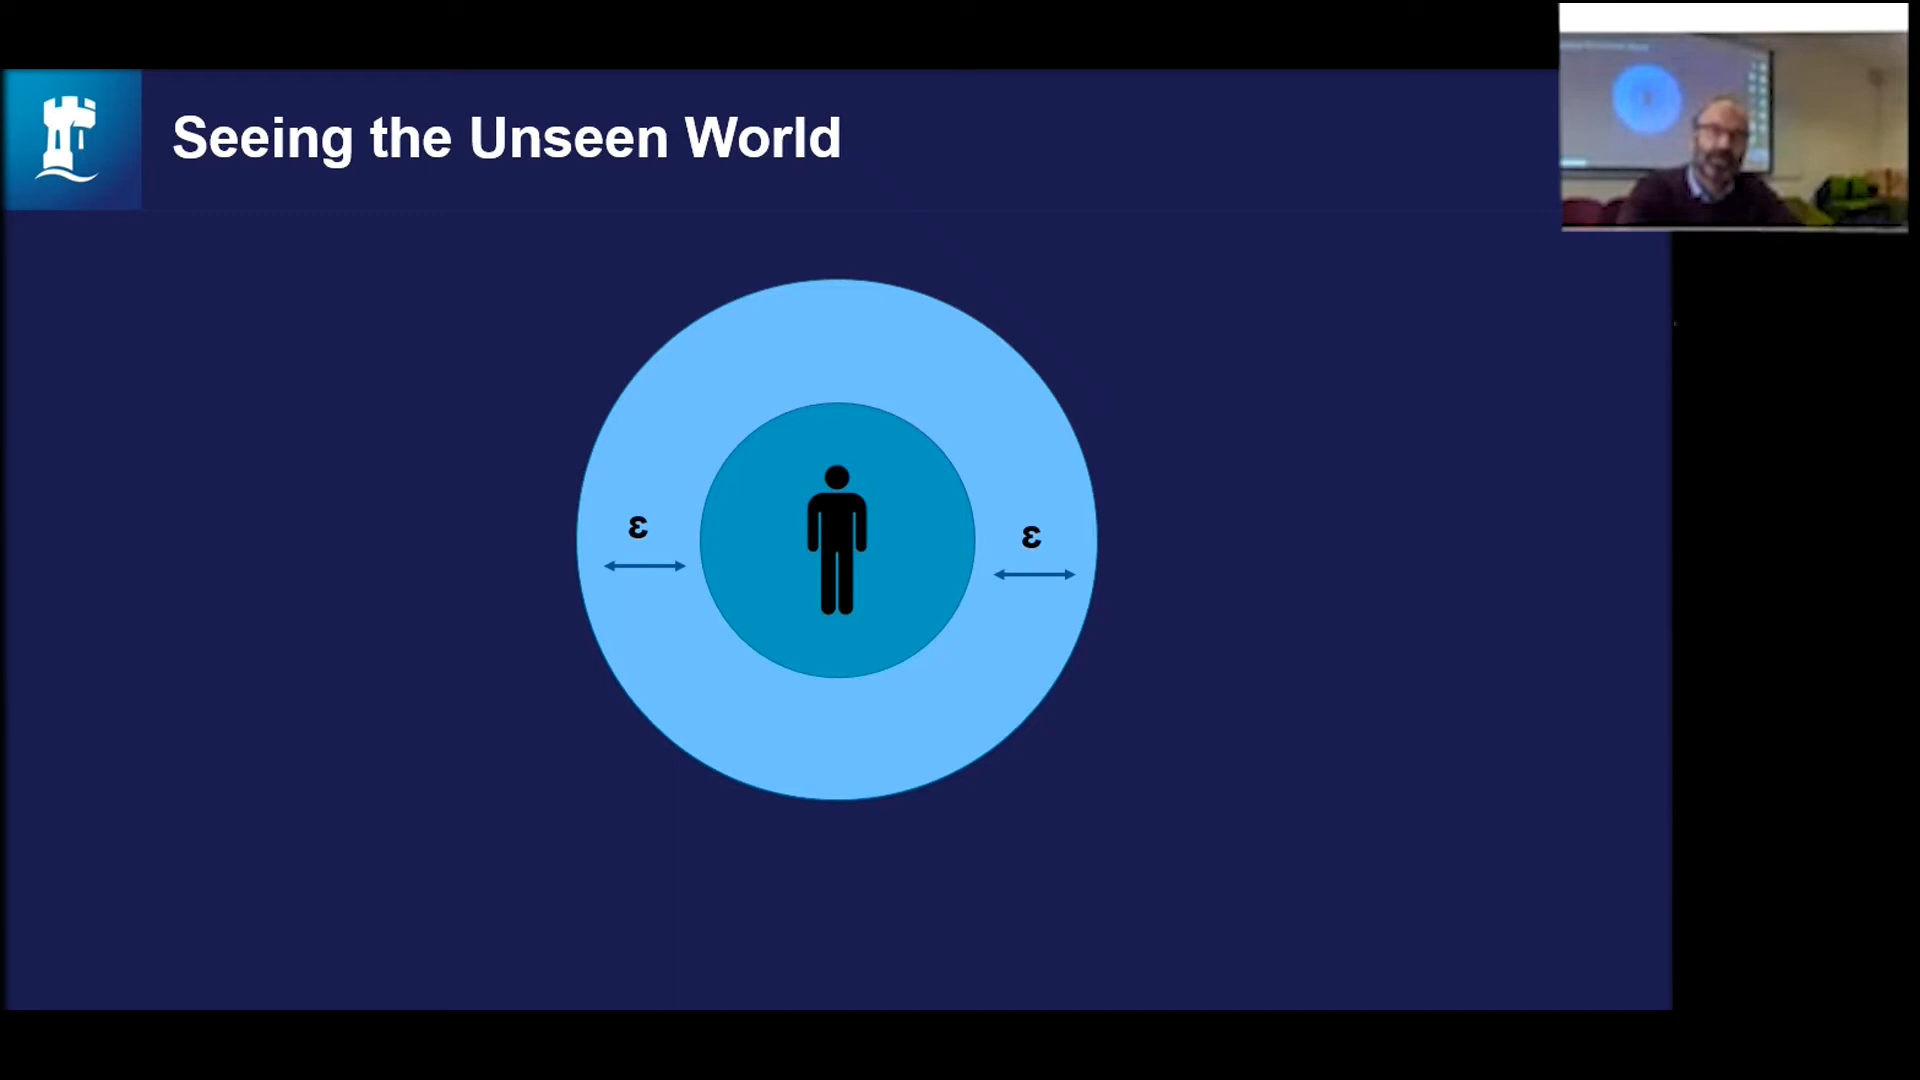 Seeing the Unseen World
ε
ε